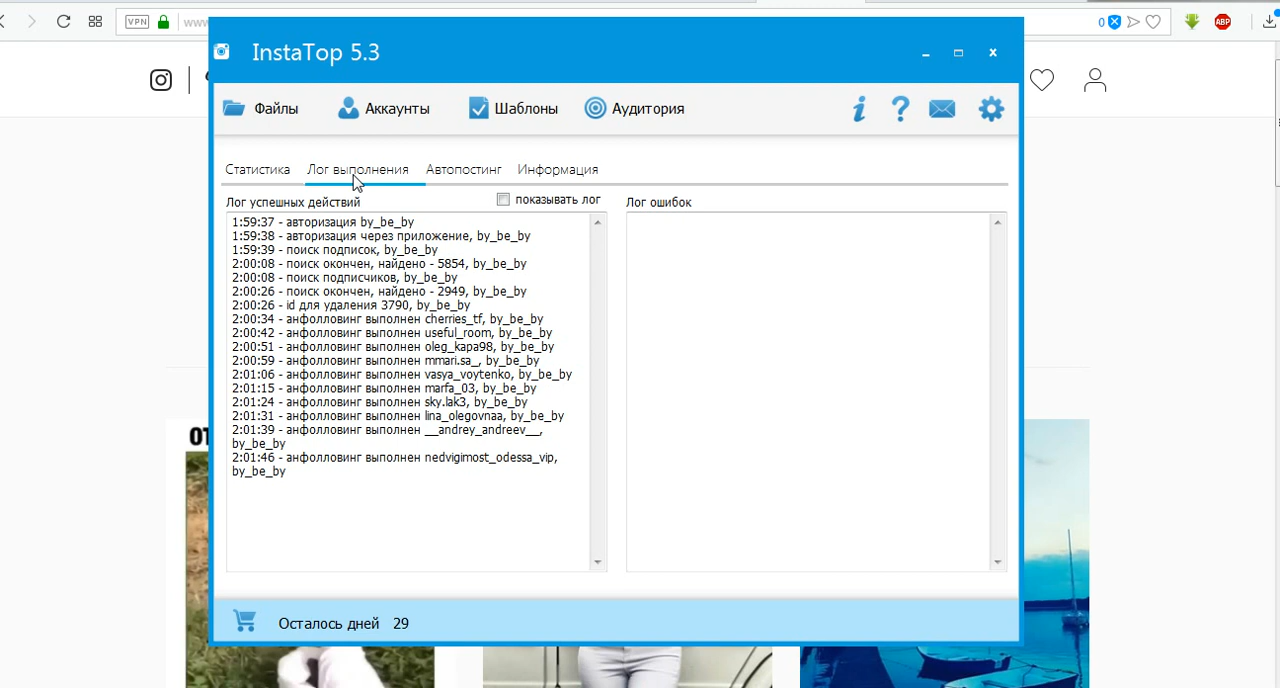 VPN
www
0
ABP
InstaTop 5.3
Файлы
Аккаунты
Шаблоны
Аудитория
Статистика
Лог выполнения
Автопостинг
Информация
Лог успешных действий
показывать лог
Лог ошибок
1:59:37 - авторизация by_be_by
1:59:38 - авторизация через приложение, by_be_by
1:59:39 - поиск подписок, by_be_by
2:00:08 - поиск окончен, найдено - 5854, by_be_by
2:00:08 - поиск подписчиков, by_be_by
2:00:26 - поиск окончен, найдено - 2949, by_be_by
2:00:26 - id для удаления 3790, by_be_by
2:00:34 - анфолловинг выполнен cherries_tf, by_be_by
2:00:42 - анфолловинг выполнен useful_room, by_be_by
2:00:51 - анфолловинг выполнен oleg_kapa98, by_be_by
2:00:59 - анфолловинг выполнен mmari.sa_, by_be_by
2:01:06 - анфолловинг выполнен vasya_voytenko, by_be_by
2:01:15 - анфолловинг выполнен marfa_03, by_be_by
2:01:24 - анфолловинг выполнен sky.lak3, by_be_by
2:01:31 - анфолловинг выполнен lina_olegovnaa, by_be_by
2:01:39 - анфолловинг выполнен __andrey_andreev__,
by_be_by
2:01:46 - анфолловинг выполнен nedvigimost_odessa_vip,
by_be_by
Осталось дней 29